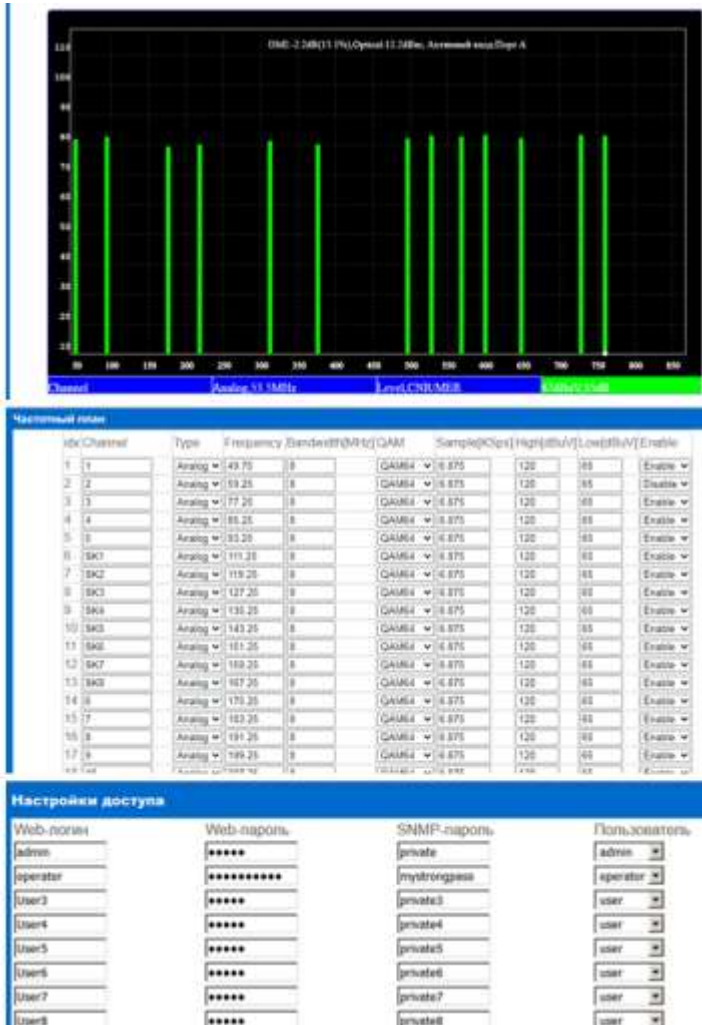 110
100
90
80
70
60
50
40
30
20
50 100 150 200 250 300 350 400 450 500 550 600 650 700 750 800 850
Channel Analog,55.5MHz Level,CNR/MER
Частотный план
idx Channel Type Frequency Bandwidth[MHz] QAM Sample[KSps] High[dBuV] Low[dBuV] Enable
1 1 Analog 49.75 8 QAM64 6.875 120 65 Enable
2 2 Analog 59.25 8 QAM64 6.875 120 65 Disable
3 3 Analog 77.25 8 QAM64 6.875 120 65 Enable
4 4 Analog 85.25 8 QAM64 6.875 120 65 Enable
5 5 Analog 93.25 8 QAM64 6.875 120 65 Enable
6 SK1 Analog 111.25 8 QAM64 6.875 120 65 Enable
7 SK2 Analog 119.25 8 QAM64 6.875 120 65 Enable
8 SK3 Analog 127.25 8 QAM64 6.875 120 65 Enable
9 SK4 Analog 135.25 8 QAM64 6.875 120 65 Enable
10 SK5 Analog 143.25 8 QAM64 6.875 120 65 Enable
11 SK6 Analog 151.25 8 QAM64 6.875 120 65 Enable
12 SK7 Analog 159.25 8 QAM64 6.875 120 65 Enable
13 SK8 Analog 167.25 8 QAM64 6.875 120 65 Enable
14 6 Analog 175.25 8 QAM64 6.875 120 65 Enable
15 7 Analog 183.25 8 QAM64 6.875 120 65 Enable
16 8 Analog 191.25 8 QAM64 6.875 120 65 Enable
17 9 Analog 199.25 8 QAM64 6.875 120 65 Enable
Настройки доступа
Web-логин Web-пароль SNMP-пароль Пользователь
admin ●●●●● private admin
operator ●●●●●●●●●● mystrongpass operator
User3 ●●●●● private3 user
User4 ●●●●● private4 user
User5 ●●●●● private5 user
User6 ●●●●● private6 user
User7 ●●●●● private7 user
User8 ●●●●● private8 user